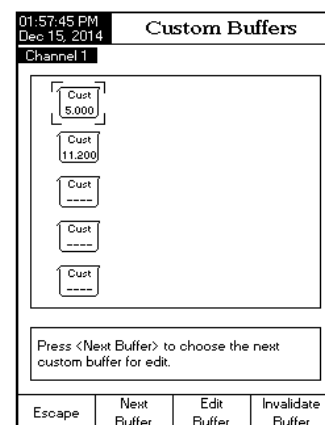 01:57:45 PM
Dec 15, 2014
Custom Buffers
Channel 1
Cust
5.000
Cust
11.200
Cust
----
Cust
----
Cust
----
Press <Next Buffer> to choose the next
custom buffer for edit.
Escape
Next
Buffer
Edit
Buffer
Invalidate
Buffer